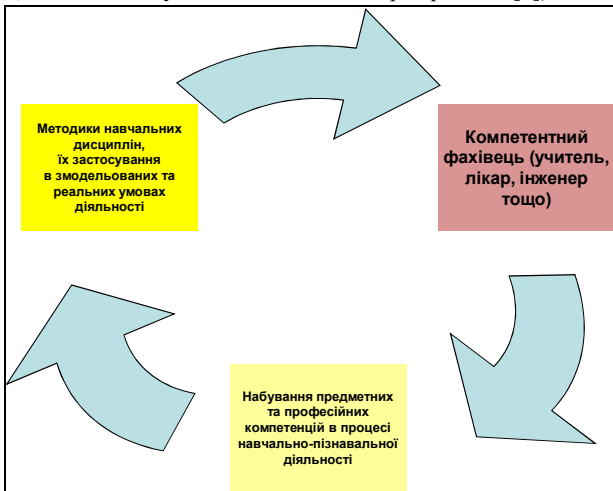 Методики навчальних
дисциплін,
їх застосування
в змодельованих та
реальних умовах
діяльності
Компетентний
фахівець (учитель,
лікар, інженер
тощо)
Набування предметних
та професійних
компетенцій в процесі
навчально-пізнавальної
діяльності